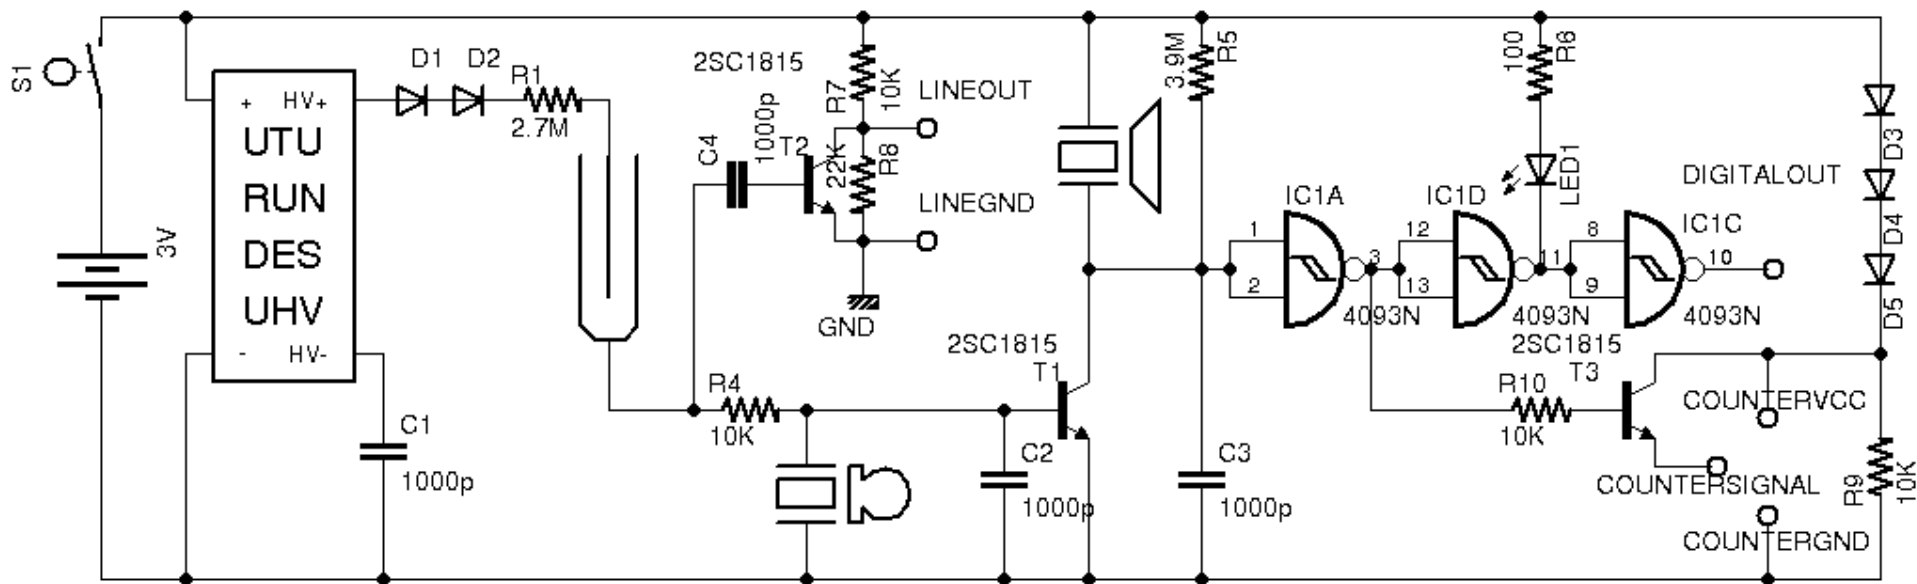 S1
3V
+ HV+
UTU
RUN
DES
UHV
- HV-
D1
D2
R1
2.7M
C1
1000p
2SC1815
C4
1000p
T2
R7
10K
22K
R8
LINEOUT
LINEGND
GND
R4
10K
2SC1815
T1
C2
1000p
C3
1000p
3.9M
R5
IC1A
1
2
3
4093N
IC1D
12
13
11
4093N
100
R6
LED1
IC1C
8
9
10
4093N
DIGITALOUT
D3
D4
D5
2SC1815
T3
R10
10K
COUNTERVCC
COUNTERSIGNAL
COUNTERGND
R9
10K